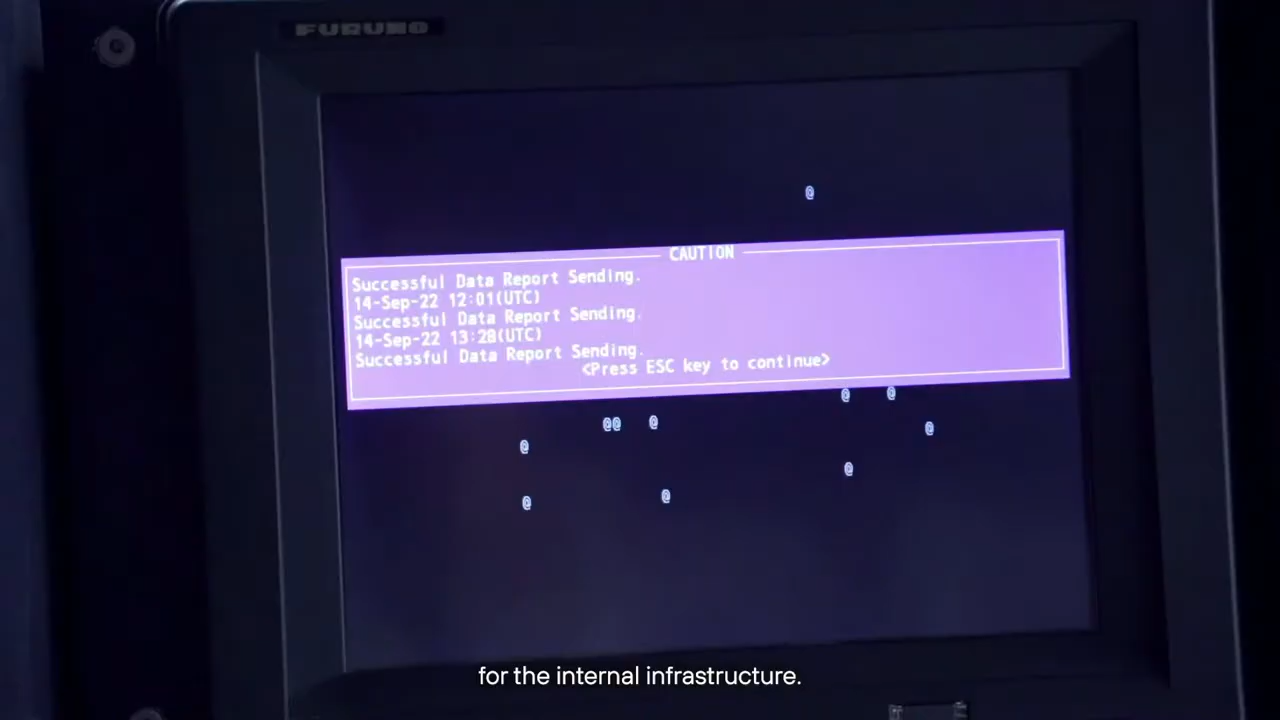 FURUNO
@
CAUTION
Successful Data Report Sending.
14-Sep-22 12:01(UTC)
Successful Data Report Sending.
14-Sep-22 13:20(UTC)
Successful Data Report Sending.
<Press ESC key to continue>
@ @
@@ @ @
@
@
@ @
for the internal infrastructure.